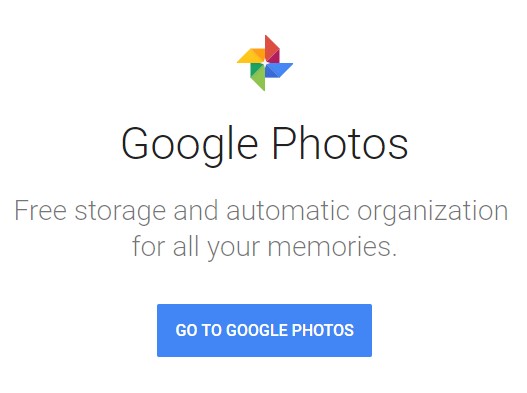 Google Photos
Free storage and automatic organization
for all your memories.
GO TO GOOGLE PHOTOS